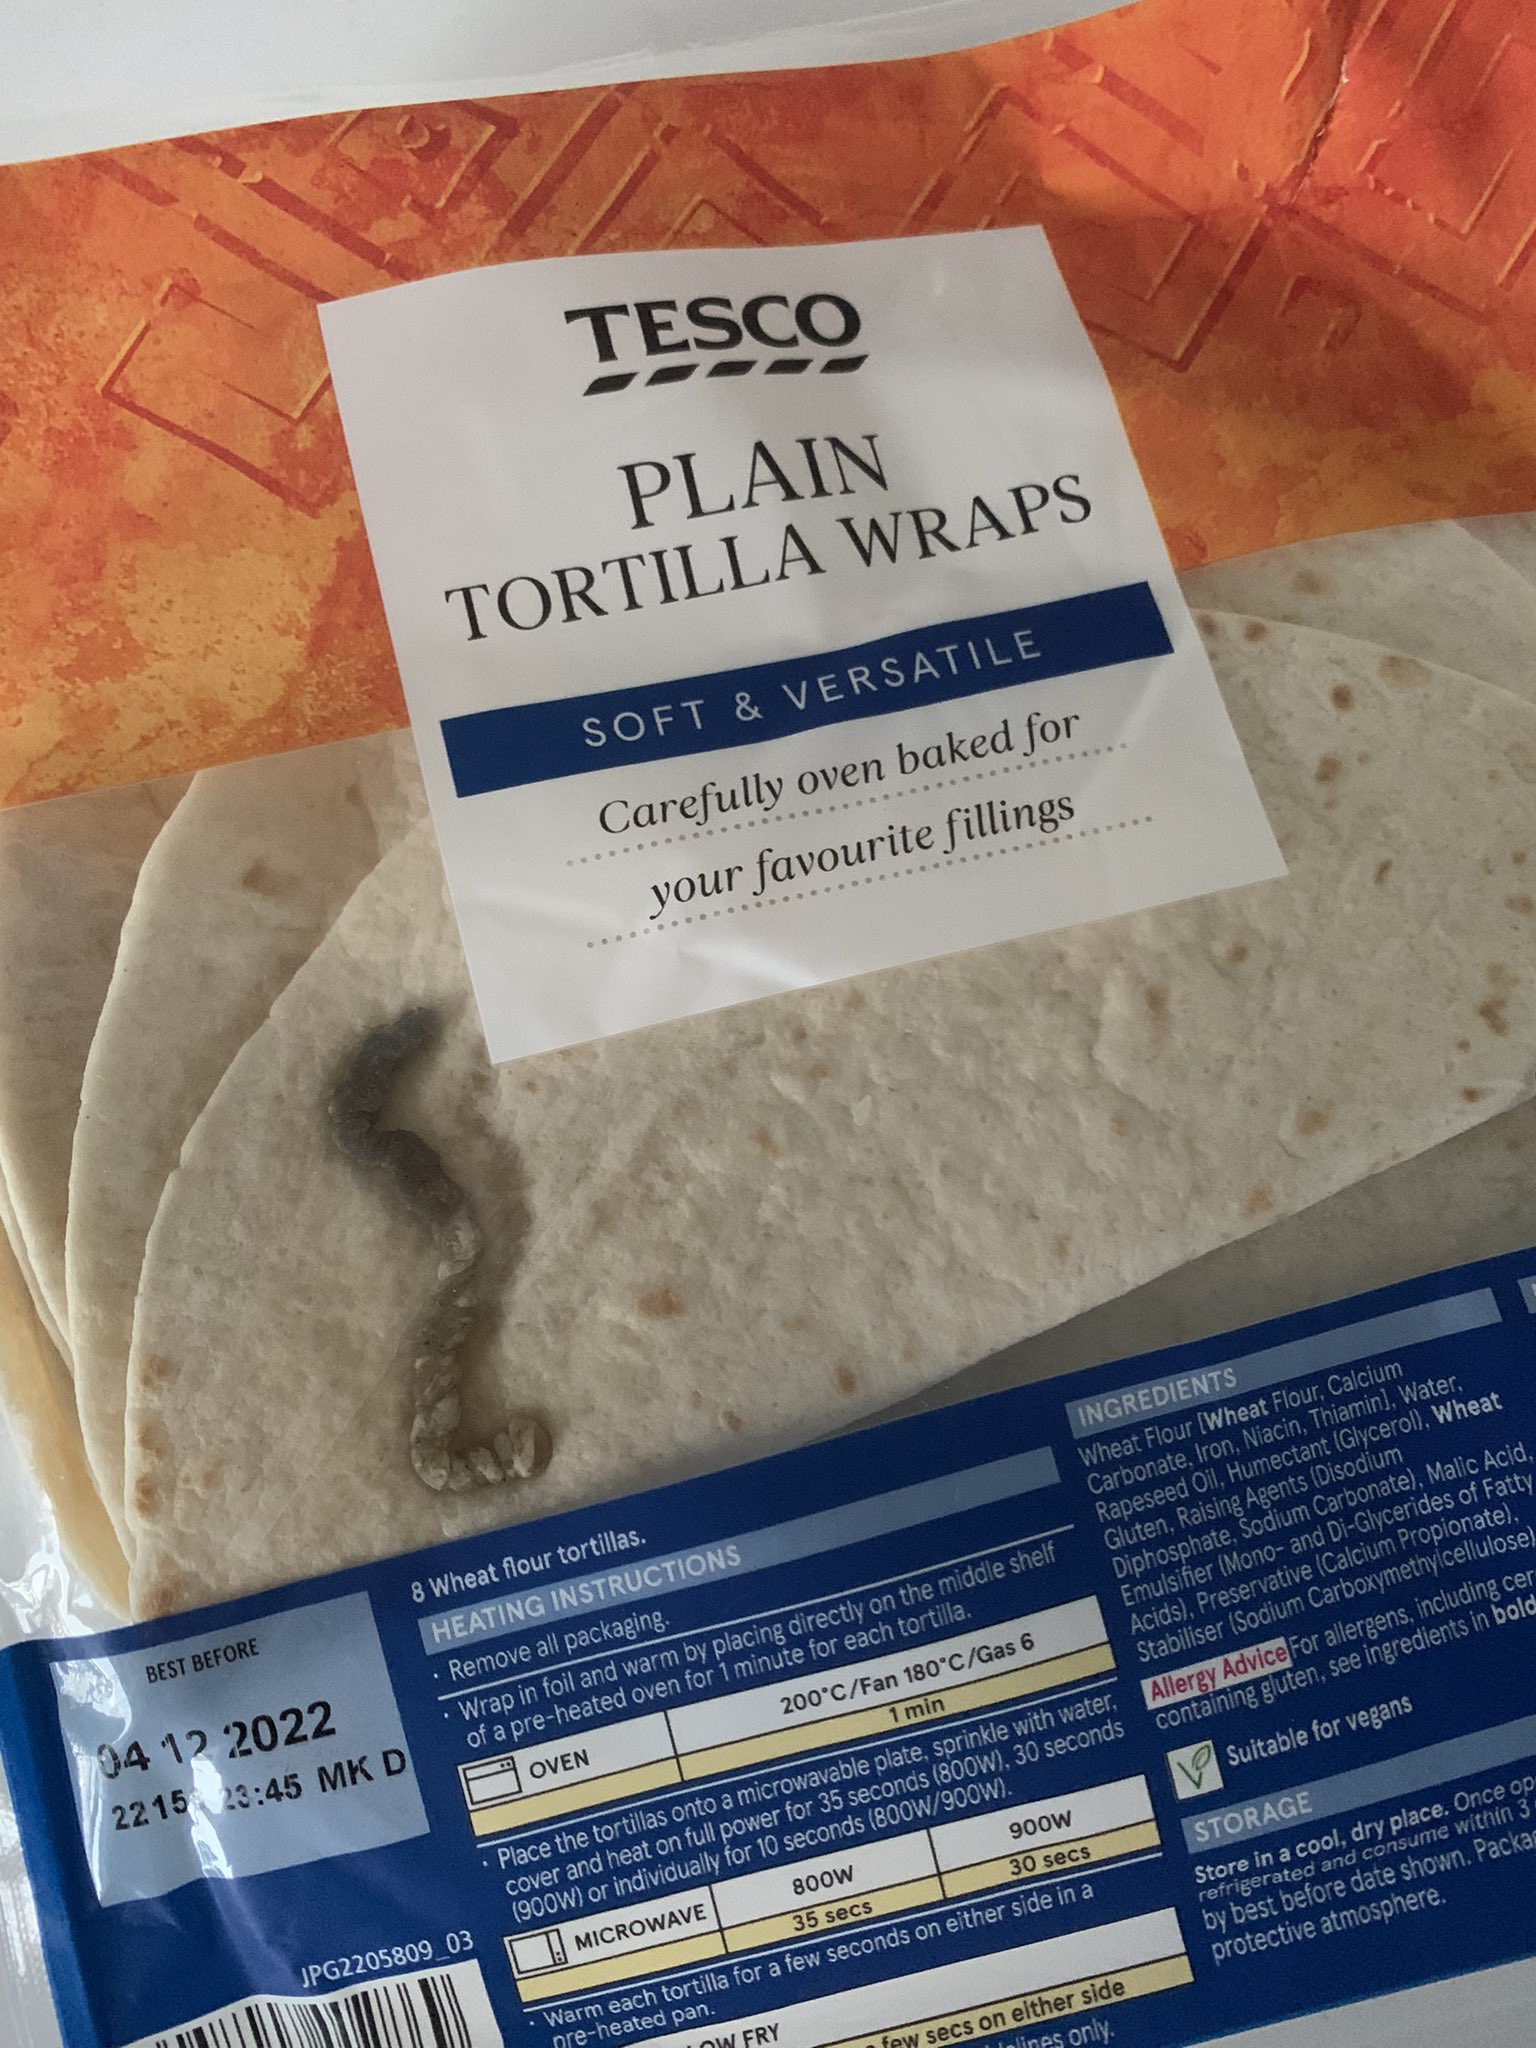 TESCO
PLAIN
TORTILLA WRAPS
SOFT & VERSATILE
Carefully oven baked for
your favourite fillings
8 Wheat flour tortillas.
HEATING INSTRUCTIONS
· Remove all packaging.
· Wrap in foil and warm by placing directly on the middle shelf
of a pre-heated oven for 1 minute for each tortilla.
OVEN
200°C/Fan 180°C/Gas 6
1 min
· Place the tortillas onto a microwavable plate, sprinkle with water,
cover and heat on full power for 35 seconds (800W), 30 seconds
(900W) or individually for 10 seconds (800W/900W).
MICROWAVE
800W
900W
35 secs
30 secs
· Warm each tortilla for a few seconds on either side in a
pre-heated pan.
FRY
few secs on either side
only.
INGREDIENTS
Wheat Flour [Wheat Flour, Calcium
Carbonate, Iron, Niacin, Thiamin], Water,
Rapeseed Oil, Humectant (Glycerol), Wheat
Gluten, Raising Agents (Disodium
Diphosphate, Sodium Carbonate), Malic Acid,
Emulsifier (Mono- and Di-Glycerides of Fatty
Acids), Preservative (Calcium Propionate),
Stabiliser (Sodium Carboxymethylcellulose)
Allergy Advice For allergens, including
containing gluten, see ingredients in bold
Suitable for vegans
STORAGE
Store in a cool, dry place. Once
refrigerated and consume within 3
by best before date shown.
protective atmosphere.
BEST BEFORE
04 12 2022
2215 23:45 MK D
JPG2205809_03